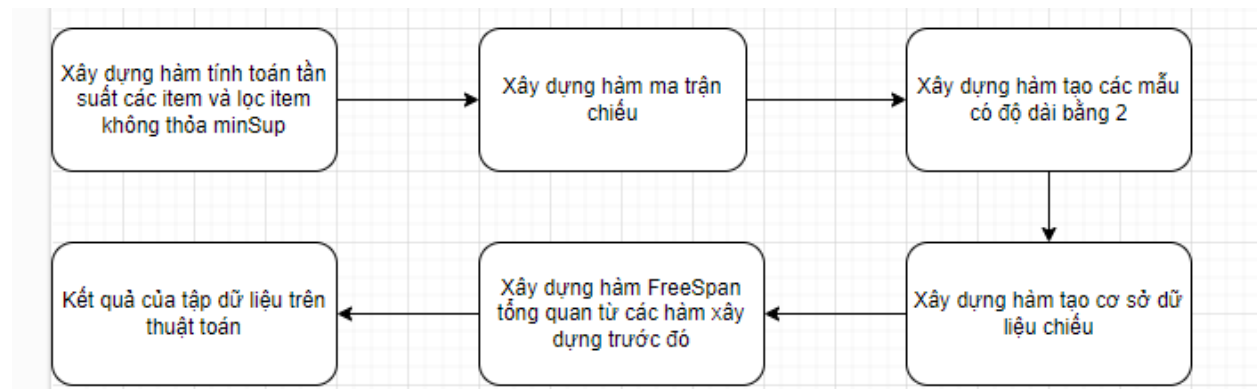 Xây dựng hàm tính toán tần
suất các item và lọc item
không thỏa minSup
Xây dựng hàm ma trận
chiếu
Xây dựng hàm tạo các mẫu
có độ dài bằng 2
Xây dựng hàm tạo cơ sở dữ
liệu chiếu
Xây dựng hàm FreeSpan
tổng quan từ các hàm xây
dựng trước đó
Kết quả của tập dữ liệu trên
thuật toán